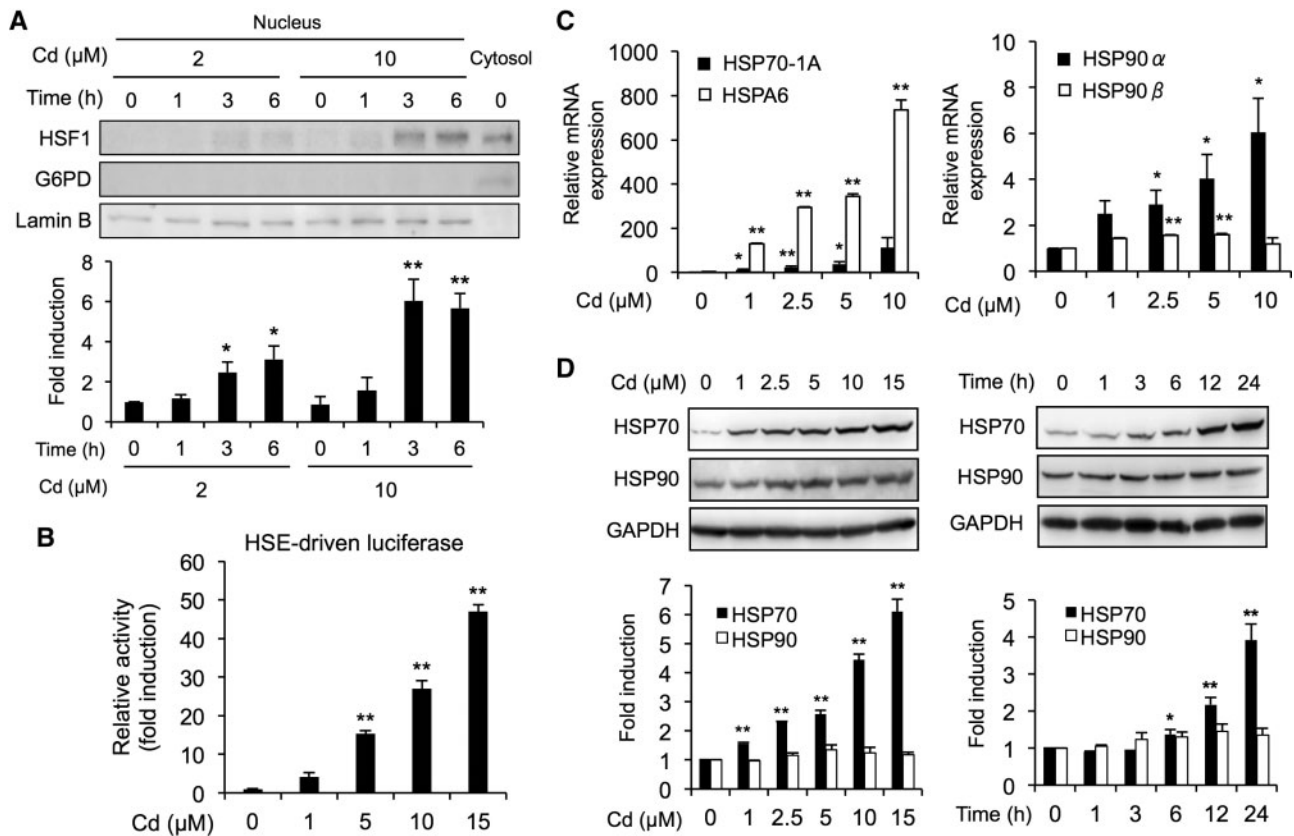 A
Nucleus
Cd (μM) 2 10 Cytosol
Time (h) 0 1 3 6 0 1 3 6 0
HSF1
G6PD
Lamin B
Fold induction
10
8
6
4
2
0
* * ** **
Time (h) 0 1 3 6 0 1 3 6
Cd (μM) 2 10
B
HSE-driven luciferase
Relative activity
(fold induction)
60
50
40
30
20
10
0
** ** **
Cd (μM) 0 1 5 10 15
C
Relative mRNA
expression
1000
800
600
400
200
0
HSP70-1A
HSPA6
* ** ** ** * ** **
Cd (μM) 0 1 2.5 5 10
Relative mRNA
expression
10
8
6
4
2
0
HSP90 α
HSP90 β
* ** * ** *
Cd (μM) 0 1 2.5 5 10
D
Cd (μM) 0 1 2.5 5 10 15
HSP70
HSP90
GAPDH
Fold induction
7
6
5
4
3
2
1
0
HSP70
HSP90
** ** ** ** **
Cd (μM) 0 1 2.5 5 10 15
Time (h) 0 1 3 6 12 24
HSP70
HSP90
GAPDH
Fold induction
5
4
3
2
1
0
HSP70
HSP90
* ** **
Time (h) 0 1 3 6 12 24